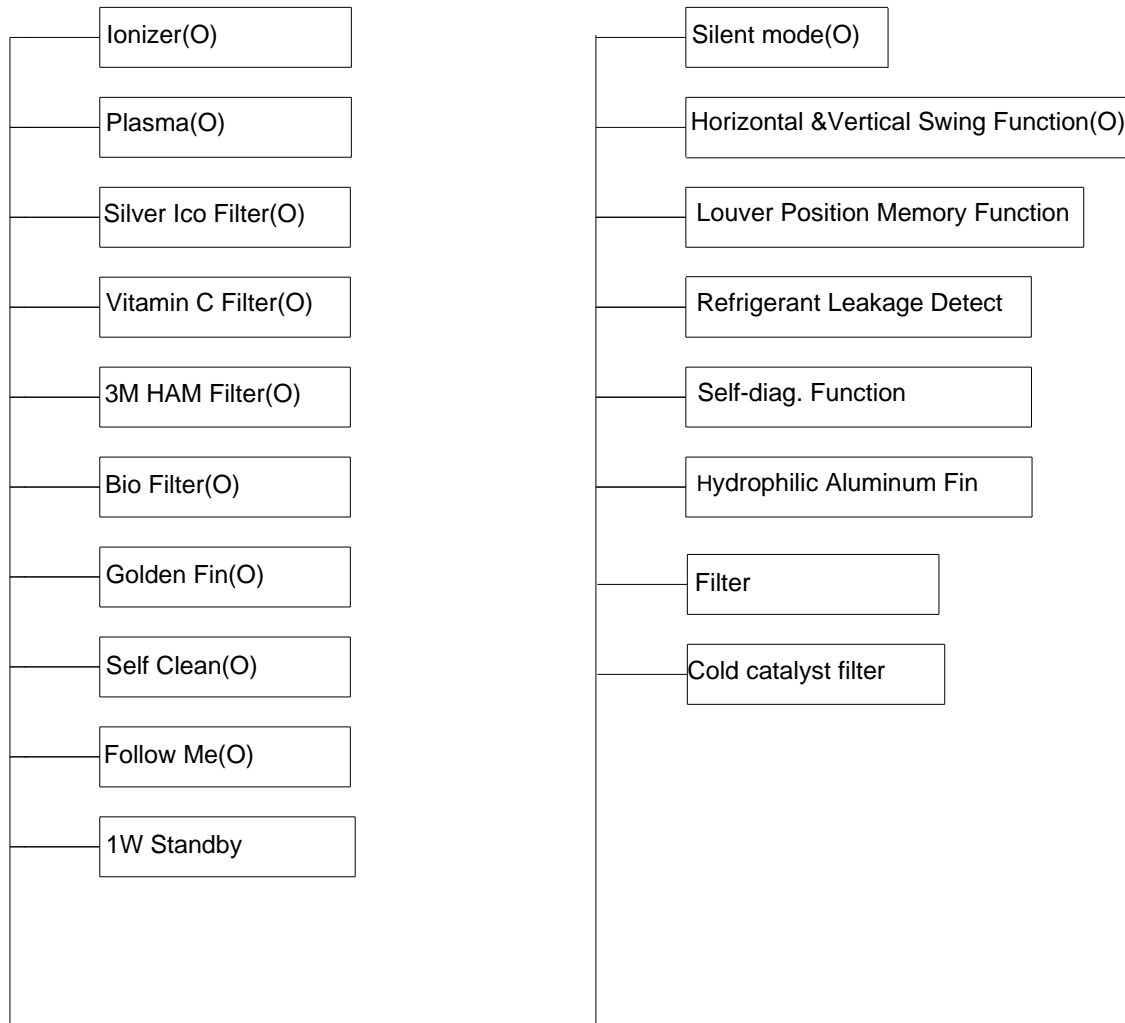 Ionizer(O)
Plasma(O)
Silver Ico Filter(O)
Vitamin C Filter(O)
3M HAM Filter(O)
Bio Filter(O)
Golden Fin(O)
Self Clean(O)
Follow Me(O)
1W Standby
Silent mode(O)
Horizontal &Vertical Swing Function(O)
Louver Position Memory Function
Refrigerant Leakage Detect
Self-diag. Function
Hydrophilic Aluminum Fin
Filter
Cold catalyst filter